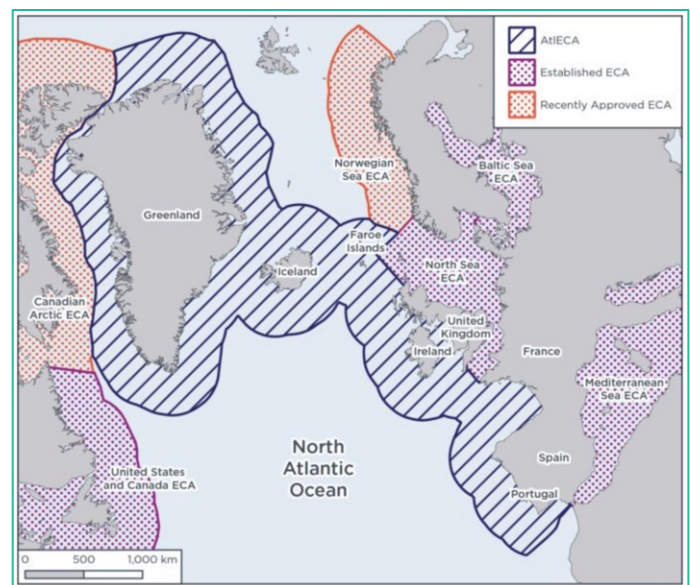 AtlECA
Established ECA
Recently Approved ECA
Norwegian
Sea ECA
Baltic Sea
ECA
Greenland
Faroe
Islands
Iceland
North Sea
ECA
Canadian
Arctic ECA
United
Kingdom
Ireland
France
Mediterranean
Sea ECA
North
Atlantic
Ocean
Spain
United States
and Canada ECA
Portugal
0 500 1,000 km